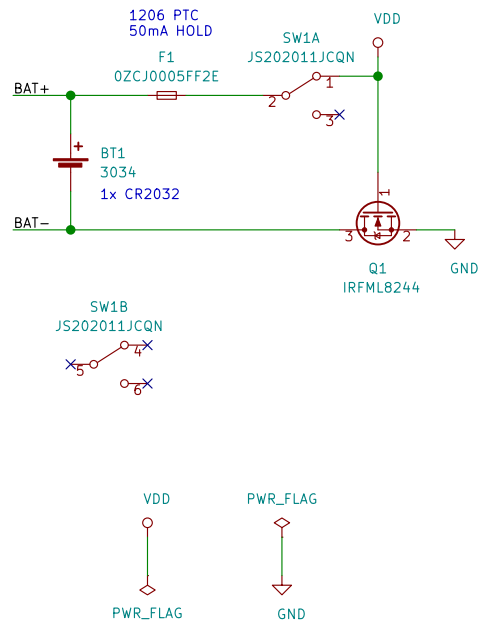 1206 PTC
50mA HOLD
VDD
SW1A
JS202011JCQN
F1
0ZCJ0005FF2E
BAT+
1
2
3
BT1
3034
1x CR2032
+
1
BAT-
3
2
Q1
IRFML8244
GND
SW1B
JS202011JCQN
4
5
6
VDD
PWR_FLAG
PWR_FLAG
GND